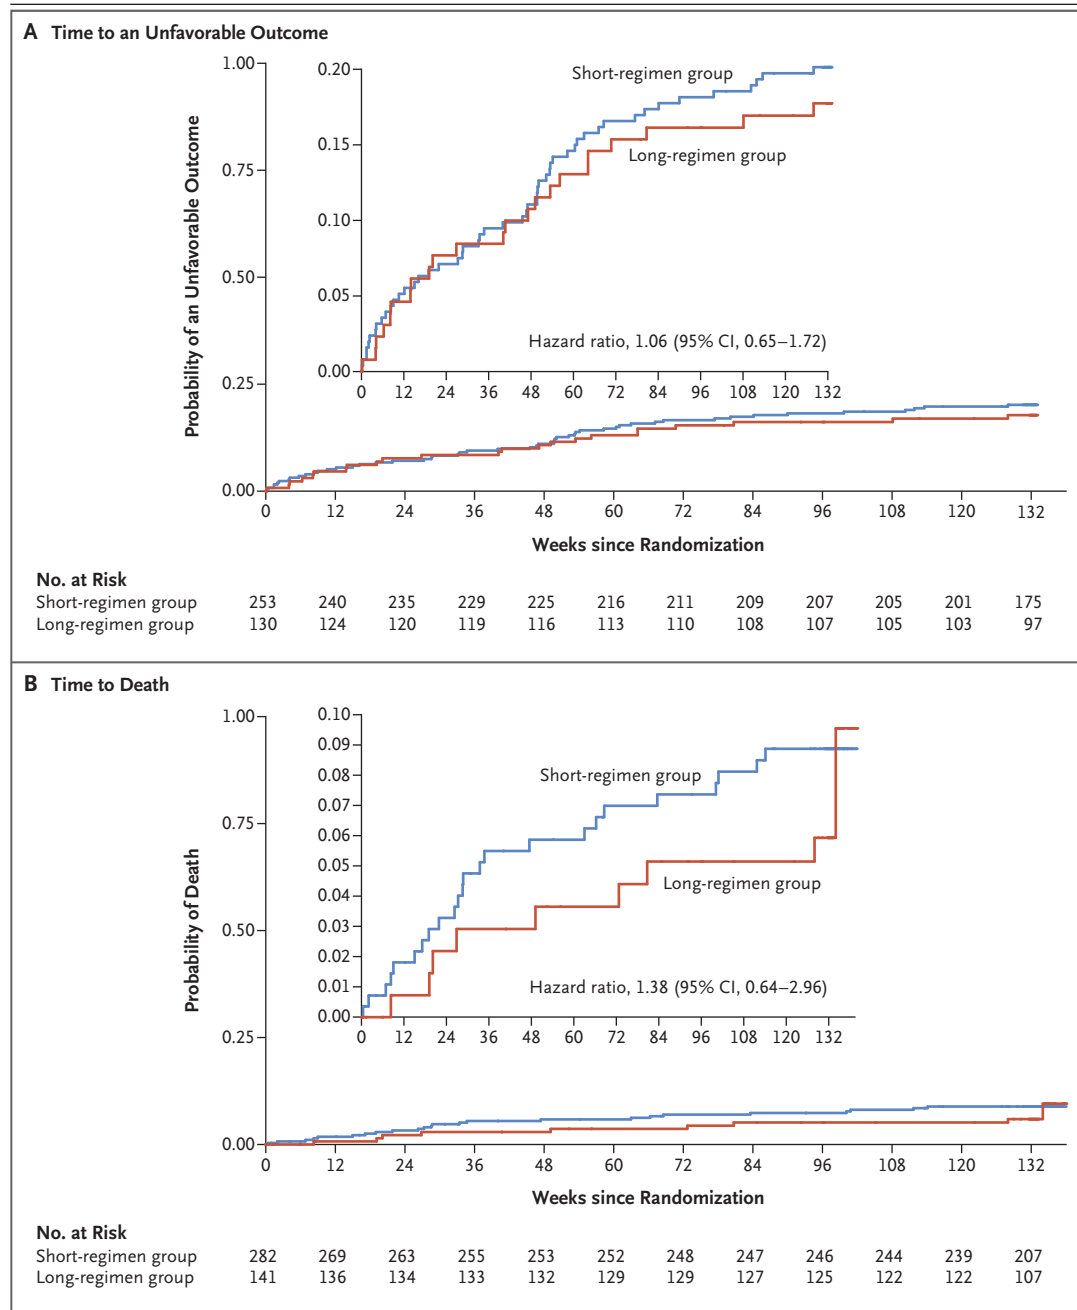 A Time to an Unfavorable Outcome
Probability of an Unfavorable Outcome
1.00
0.75
0.50
0.25
0.00
0.20
0.15
0.10
0.05
0.00
Short-regimen group
Long-regimen group
Hazard ratio, 1.06 (95% CI, 0.65–1.72)
0 12 24 36 48 60 72 84 96 108 120 132
0 12 24 36 48 60 72 84 96 108 120 132
Weeks since Randomization
No. at Risk
Short-regimen group 253 240 235 229 225 216 211 209 207 205 201 175
Long-regimen group 130 124 120 119 116 113 110 108 107 105 103 97
B Time to Death
Probability of Death
1.00
0.75
0.50
0.25
0.00
0.10
0.09
0.08
0.07
0.06
0.05
0.04
0.03
0.02
0.01
0.00
Short-regimen group
Long-regimen group
Hazard ratio, 1.38 (95% CI, 0.64–2.96)
0 12 24 36 48 60 72 84 96 108 120 132
0 12 24 36 48 60 72 84 96 108 120 132
Weeks since Randomization
No. at Risk
Short-regimen group 282 269 263 255 253 252 248 247 246 244 239 207
Long-regimen group 141 136 134 133 132 129 129 127 125 122 122 107